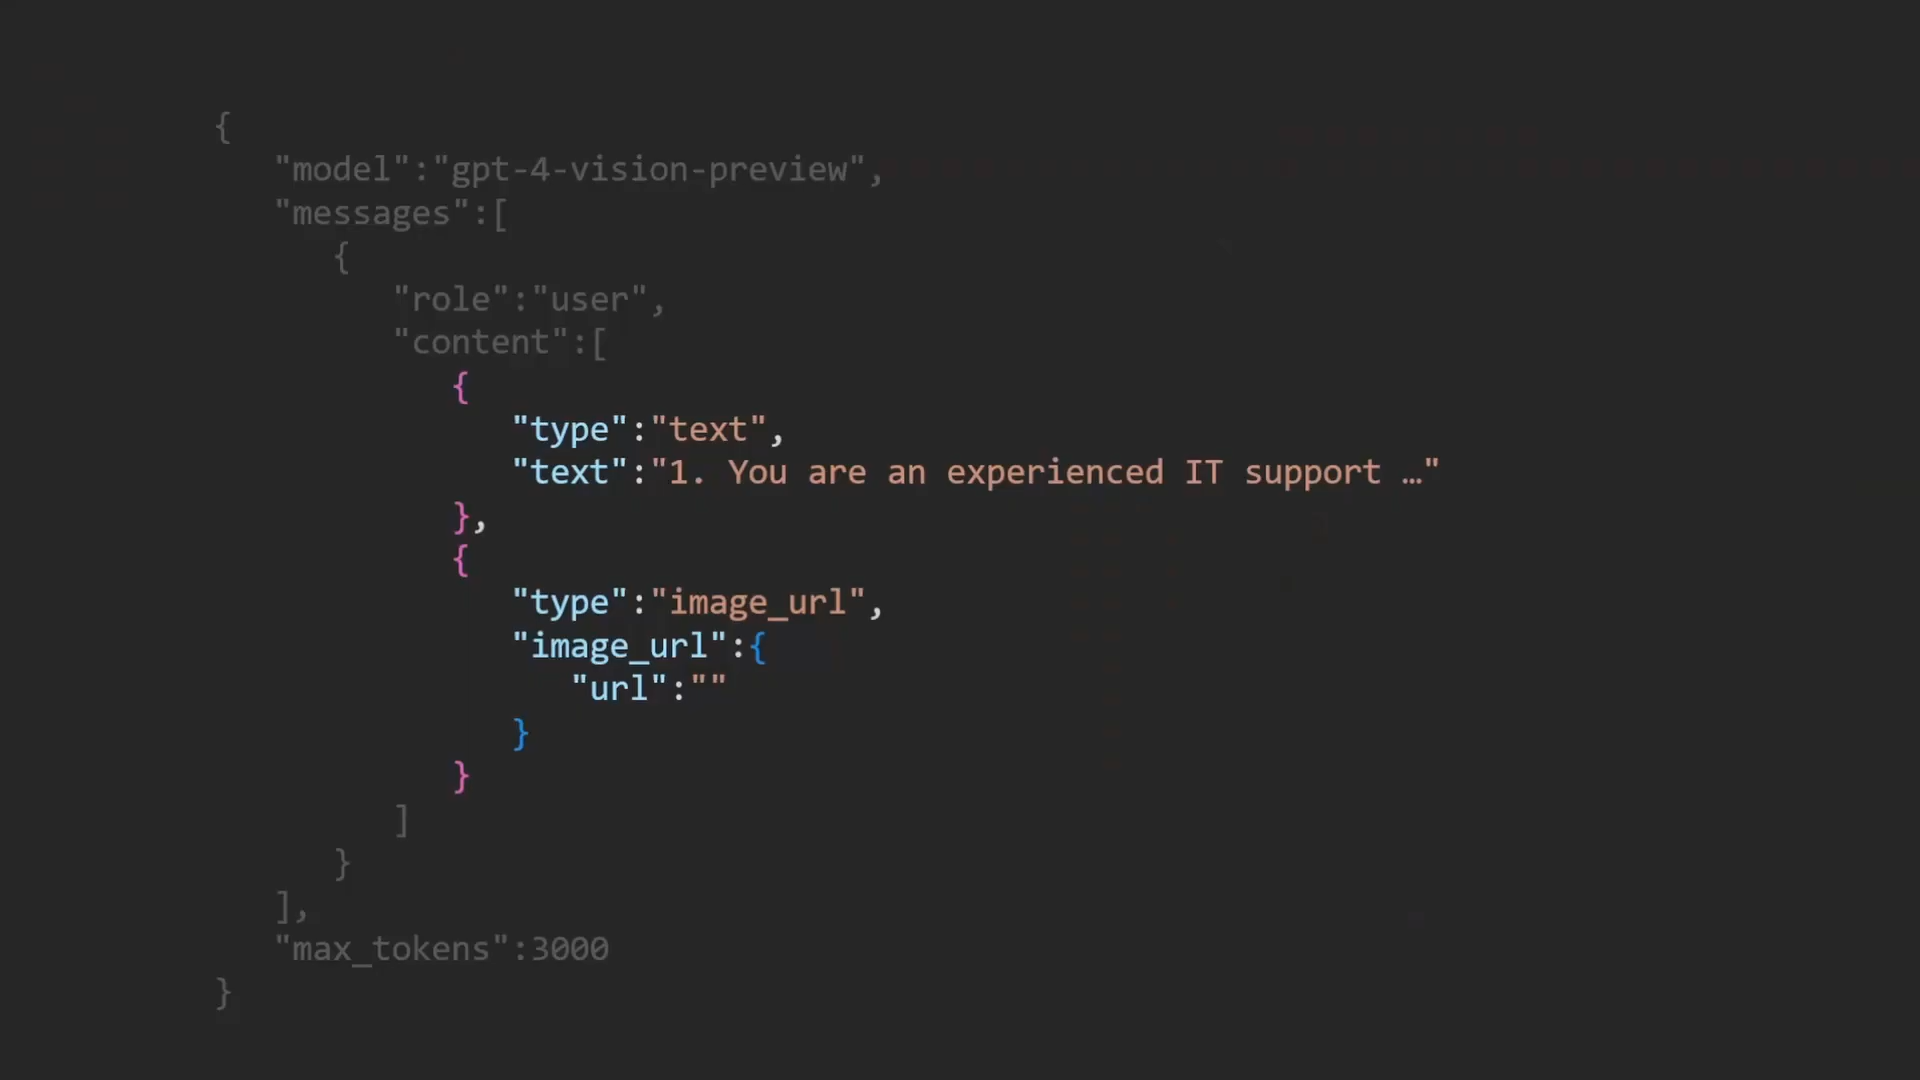 {
"model":"gpt-4-vision-preview",
"messages":[
{
"role":"user",
"content":[
{
"type":"text",
"text":"1. You are an experienced IT support …"
},
{
"type":"image_url",
"image_url":{
"url":""
}
}
]
}
],
"max_tokens":3000
}